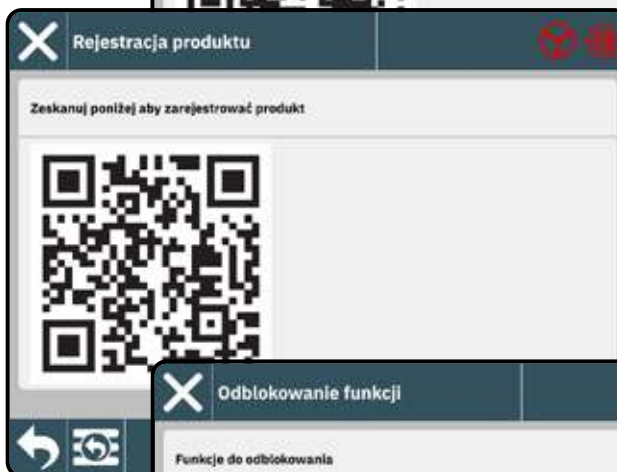 Rejestracja produktu
Zeskanuj poniżej aby zarejestrować produkt
Odblokowanie funkcji
Funkcje do odblokowania